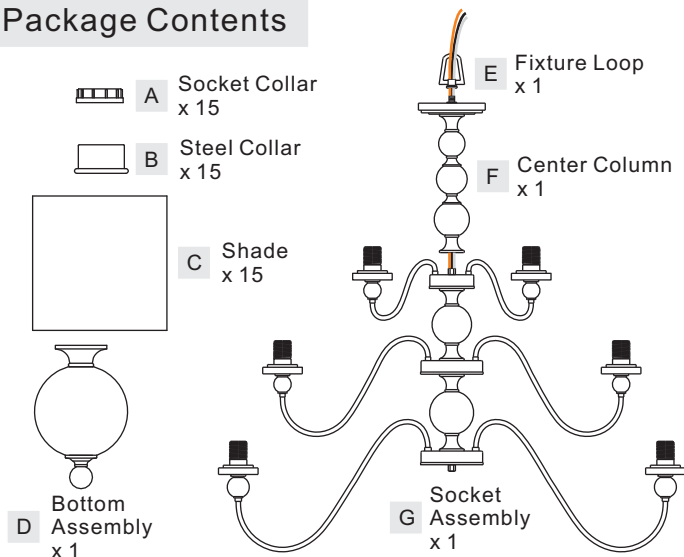 Package Contents
A Socket Collar
x 15
B Steel Collar
x 15
C Shade
x 15
D Bottom
Assembly
x 1
E Fixture Loop
x 1
F Center Column
x 1
G Socket
Assembly
x 1